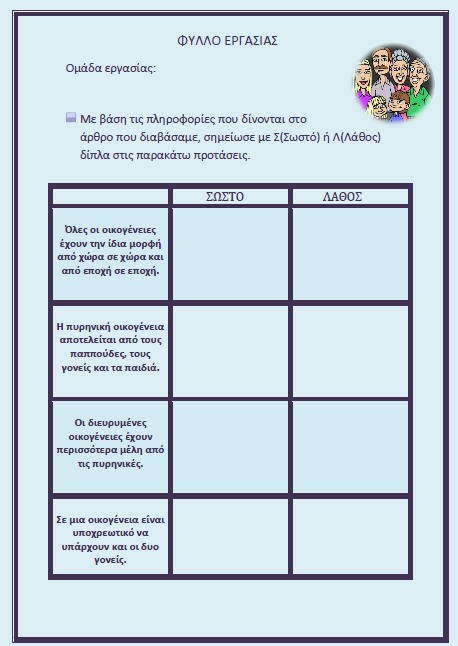 ΦΥΛΛΟ ΕΡΓΑΣΙΑΣ
Ομάδα εργασίας:
Με βάση τις πληροφορίες που δίνονται στο
άρθρο που διαβάσαμε, σημείωσε με Σ(Σωστό) ή Λ(Λάθος)
δίπλα στις παρακάτω προτάσεις.
ΣΩΣΤΟ ΛΑΘΟΣ
Όλες οι οικογένειες
έχουν την ίδια μορφή
από χώρα σε χώρα και
από εποχή σε εποχή.
Η πυρηνική οικογένεια
αποτελείται από τους
παππούδες, τους
γονείς και τα παιδιά.
Οι διευρυμένες
οικογένειες έχουν
περισσότερα μέλη από
τις πυρηνικές.
Σε μια οικογένεια είναι
υποχρεωτικό να
υπάρχουν και οι δυο
γονείς.